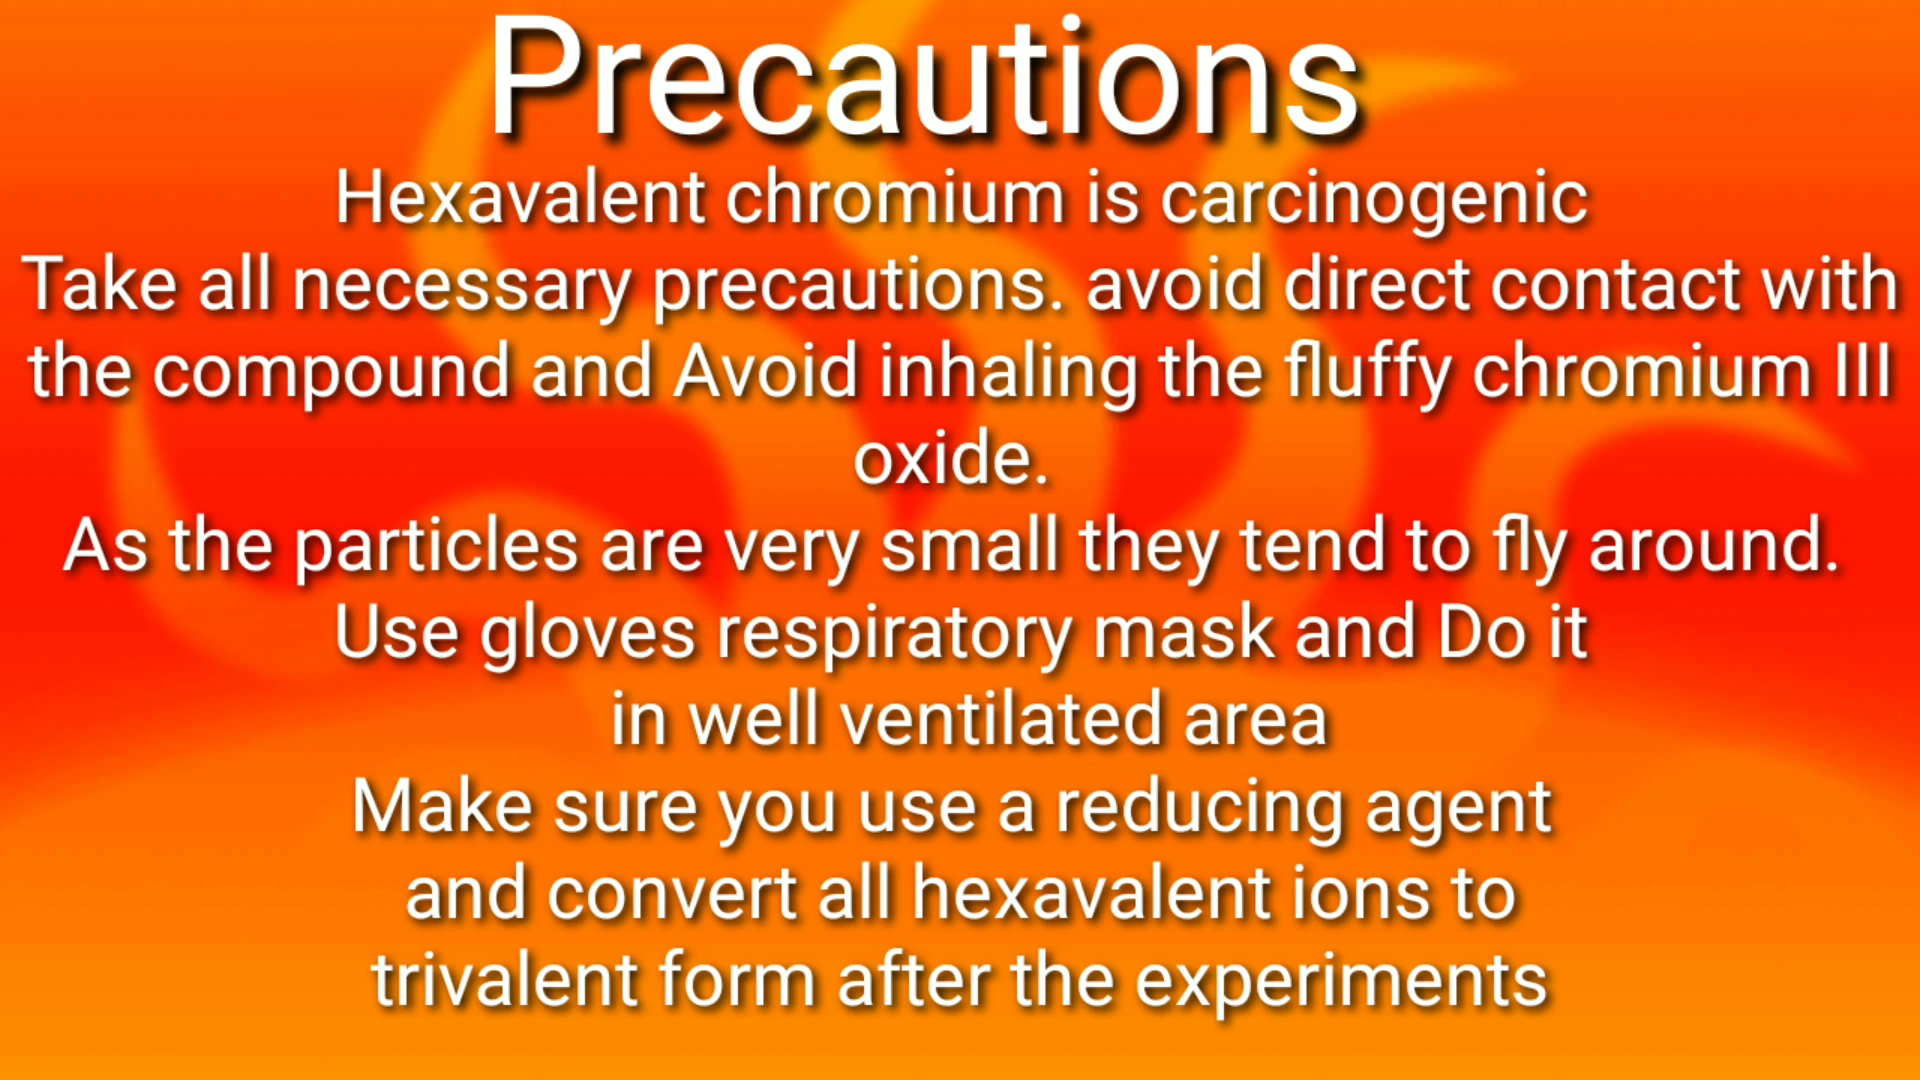 Precautions
Hexavalent chromium is carcinogenic
Take all necessary precautions. avoid direct contact with
the compound and Avoid inhaling the fluffy chromium III
oxide.
As the particles are very small they tend to fly around.
Use gloves respiratory mask and Do it
in well ventilated area
Make sure you use a reducing agent
and convert all hexavalent ions to
trivalent form after the experiments